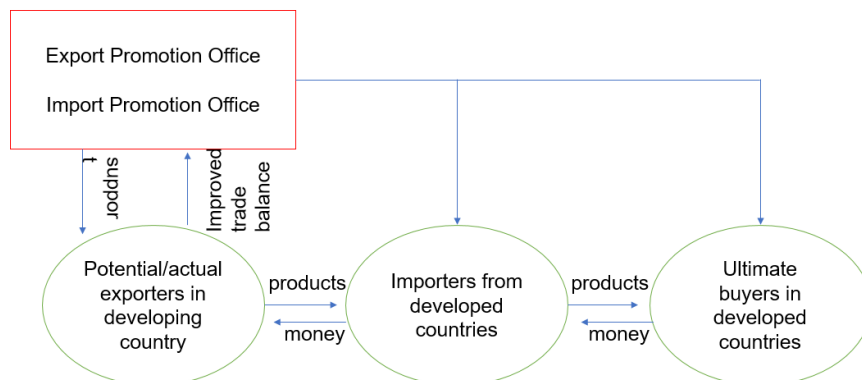 Export Promotion Office
Import Promotion Office
suppor
t
Improved
trade
balance
Potential/actual
exporters in
developing
country
products
money
Importers from
developed
countries
products
money
Ultimate
buyers in
developed
countries